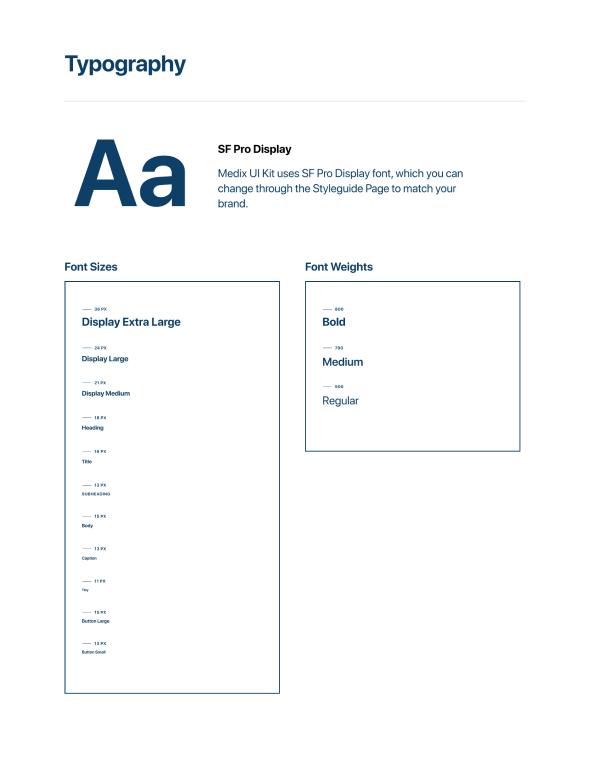 Typography
Aa
SF Pro Display
Medix UI Kit uses SF Pro Display font, which you can
change through the Styleguide Page to match your
brand.
Font Sizes
36 PX
Display Extra Large
24 PX
Display Large
21 PX
Display Medium
18 PX
Heading
16 PX
Title
13 PX
SUBHEADING
15 PX
Body
13 PX
Caption
11 PX
Tiny
15 PX
Button Large
13 PX
Button Small
Font Weights
800
Bold
700
Medium
500
Regular